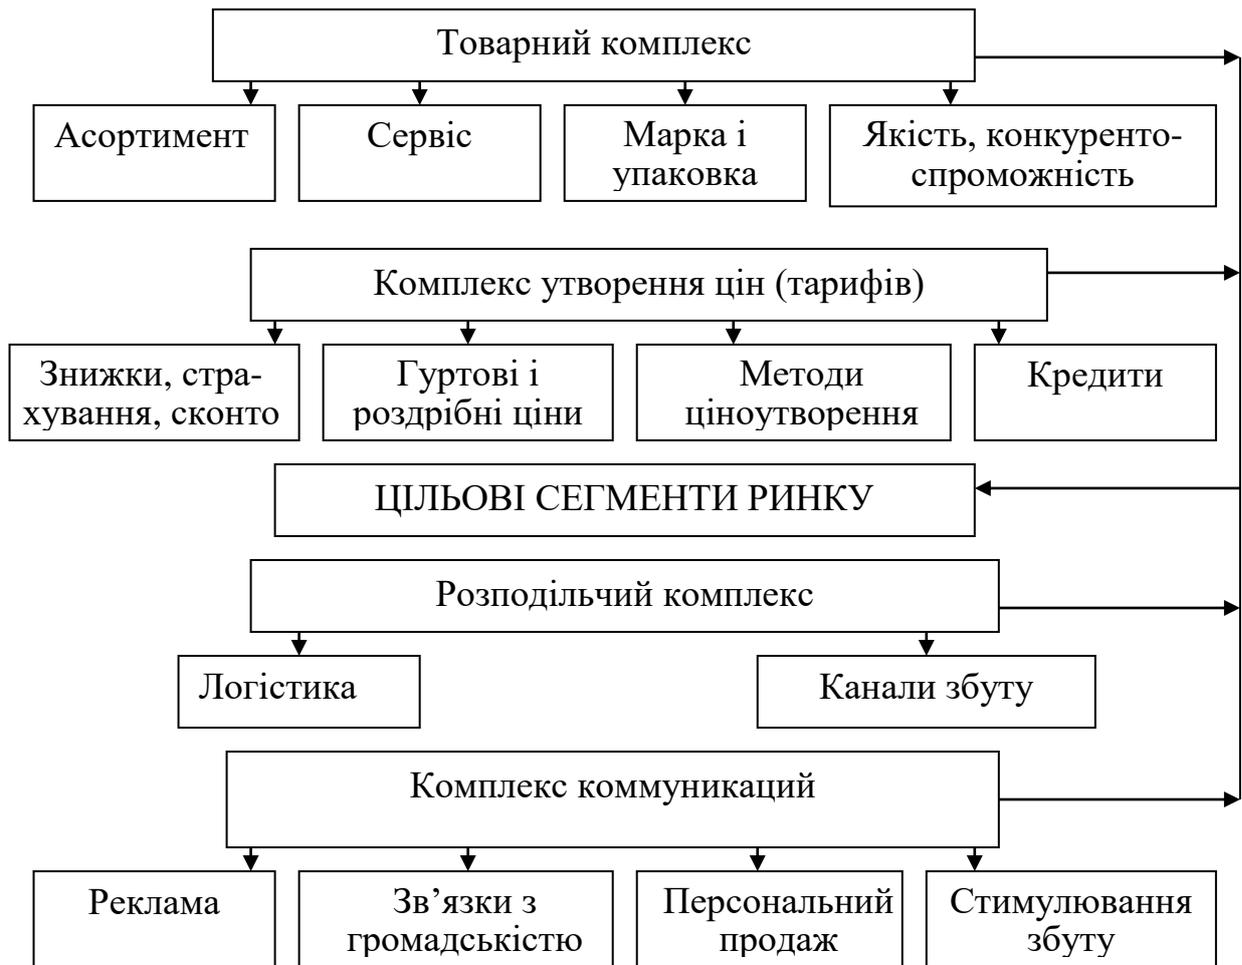 Товарний комплекс
Асортимент
Сервіс
Марка і
упаковка
Якість, конкуренто-
спроможність
Комплекс утворення цін (тарифів)
Знижки, стра-
хування, сконто
Гуртові і
роздрібні ціни
Методи
ціноутворення
Кредити
ЦІЛЬОВІ СЕГМЕНТИ РИНКУ
Розподільчий комплекс
Логістика
Канали збуту
Комплекс коммуникаций
Реклама
Зв’язки з
громадськістю
Персональний
продаж
Стимулювання
збуту